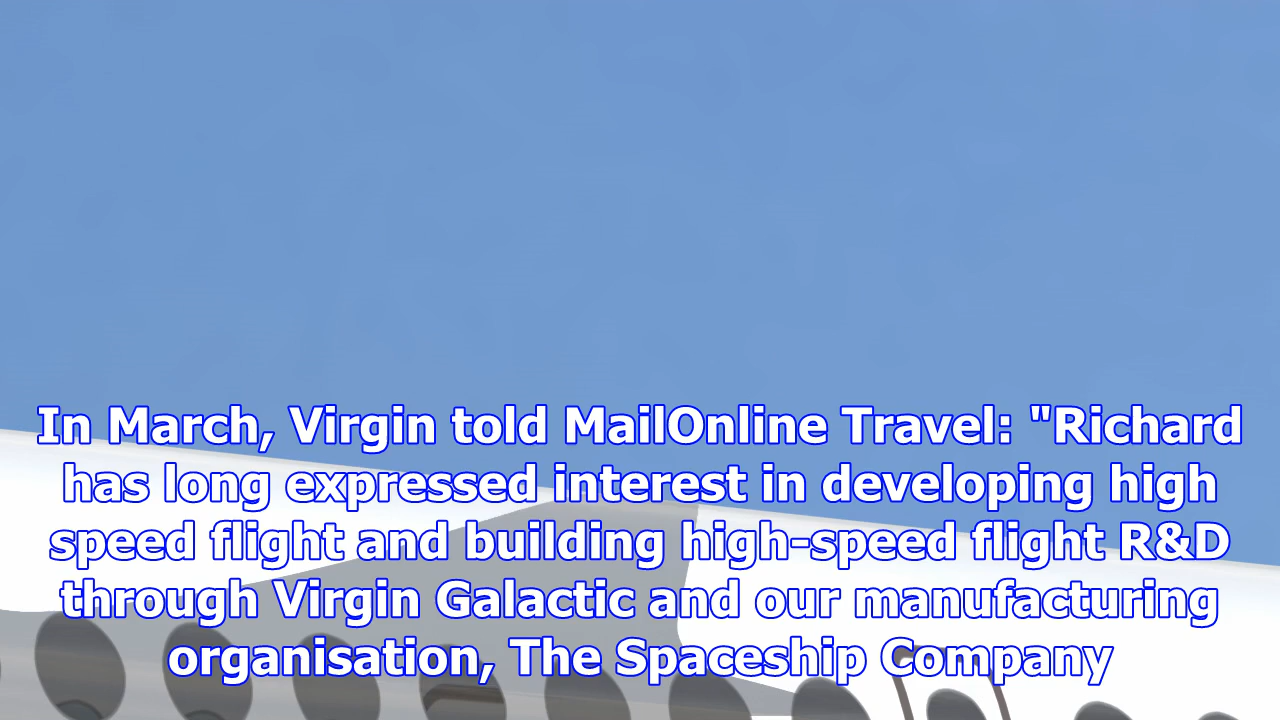 In March, Virgin told MailOnline Travel: "Richard
has long expressed interest in developing high
speed flight and building high-speed flight R&D
through Virgin Galactic and our manufacturing
organisation, The Spaceship Company